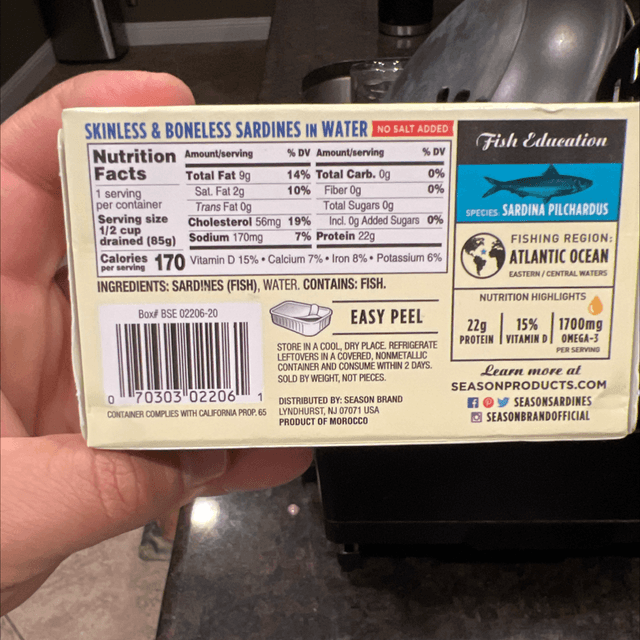 SKINLESS & BONELESS SARDINES IN WATER NO SALT ADDED
Nutrition Facts
1 serving
per container
Serving size
1/2 cup
drained (85g)
Calories 170
per serving
Amount/serving % DV Amount/serving % DV
Total Fat 9g 14% Total Carb. 0g 0%
Sat. Fat 2g 10% Fiber 0g 0%
Trans Fat 0g Total Sugars 0g
Cholesterol 56mg 19% Incl. 0g Added Sugars 0%
Sodium 170mg 7% Protein 22g
Vitamin D 15% • Calcium 7% • Iron 8% • Potassium 6%
INGREDIENTS: SARDINES (FISH), WATER. CONTAINS: FISH.
Box# BSE 02206-20
0 70303 02206 1
CONTAINER COMPLIES WITH CALIFORNIA PROP. 65
EASY PEEL
STORE IN A COOL, DRY PLACE. REFRIGERATE
LEFTOVERS IN A COVERED, NONMETALLIC
CONTAINER AND CONSUME WITHIN 2 DAYS.
SOLD BY WEIGHT, NOT PIECES.
DISTRIBUTED BY: SEASON BRAND
LYNDHURST, NJ 07071 USA
PRODUCT OF MOROCCO
Fish Education
SPECIES: SARDINA PILCHARDUS
FISHING REGION:
ATLANTIC OCEAN
EASTERN / CENTRAL WATERS
NUTRITION HIGHLIGHTS
22g 15% 1700mg
PROTEIN VITAMIN D OMEGA-3
PER SERVING
Learn more at
SEASONPRODUCTS.COM
SEASONSARDINES
SEASONBRANDOFFICIAL